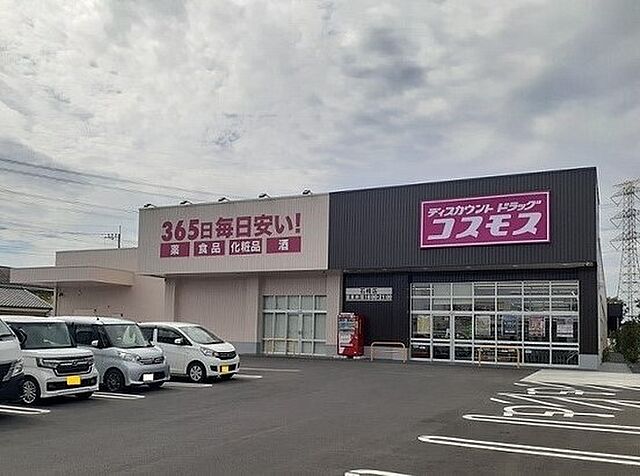 365日毎日安い!
薬 食品 化粧品 酒
ディスカウント ドラッグ
コスモス